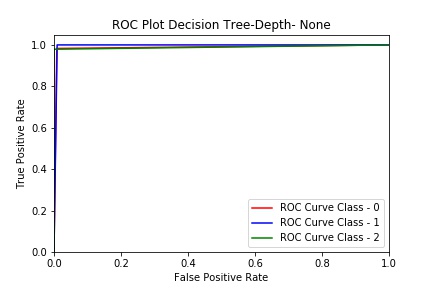 ROC Plot Decision Tree-Depth- None
True Positive Rate
1.0
0.8
0.6
0.4
0.2
0.0
ROC Curve Class - 0
ROC Curve Class - 1
ROC Curve Class - 2
0.0 0.2 0.4 0.6 0.8 1.0
False Positive Rate